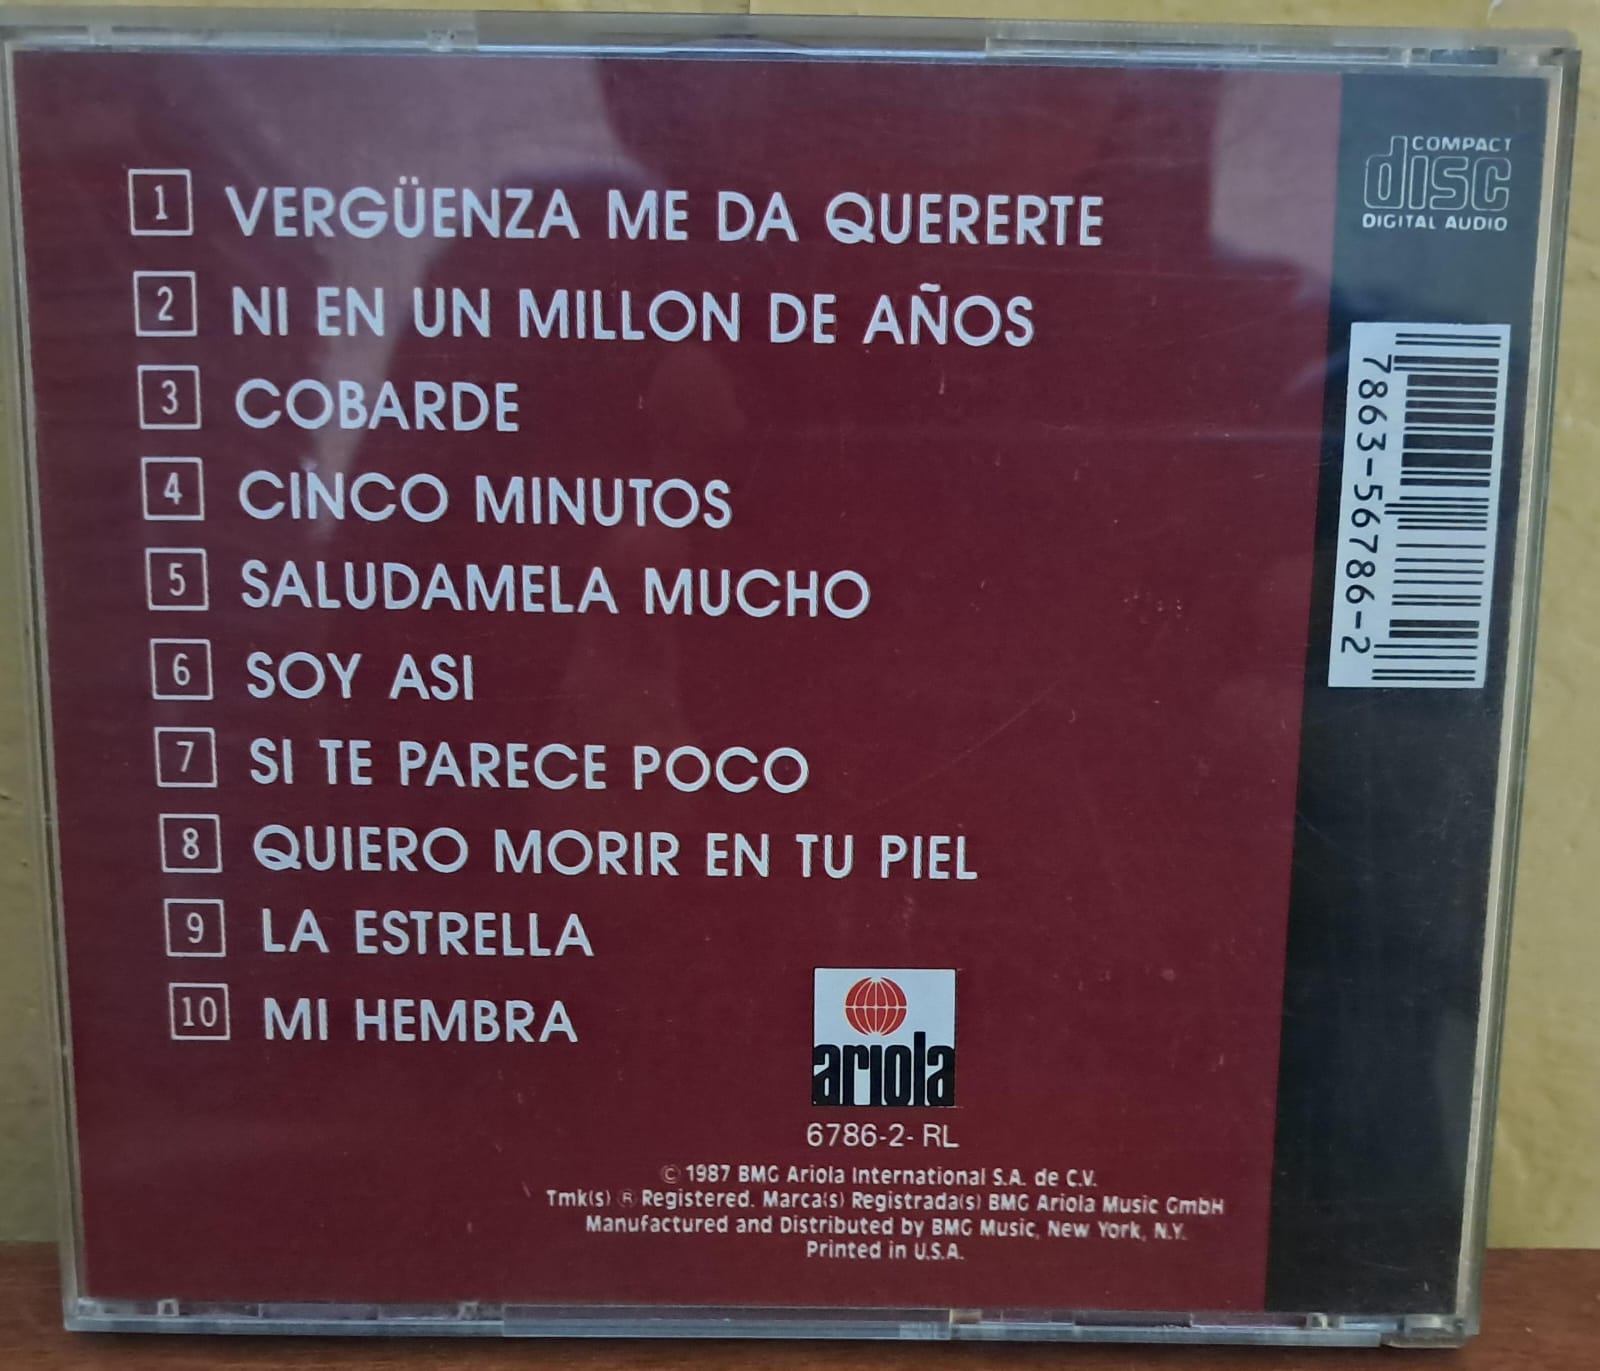 1 VERGÜENZA ME DA QUERERTE
2 NI EN UN MILLON DE AÑOS
3 COBARDE
4 CINCO MINUTOS
5 SALUDAMELA MUCHO
6 SOY ASI
7 SI TE PARECE POCO
8 QUIERO MORIR EN TU PIEL
9 LA ESTRELLA
10 MI HEMBRA
COMPACT
disc
DIGITAL AUDIO
7863-56786-2
ariola
6786-2-RL
© 1987 BMG Ariola International S.A. de C.V.
Tmk(s) ® Registered. Marca(s) Registrada(s) BMG Ariola Music GmbH
Manufactured and Distributed by BMG Music, New York, N.Y.
Printed in U.S.A.